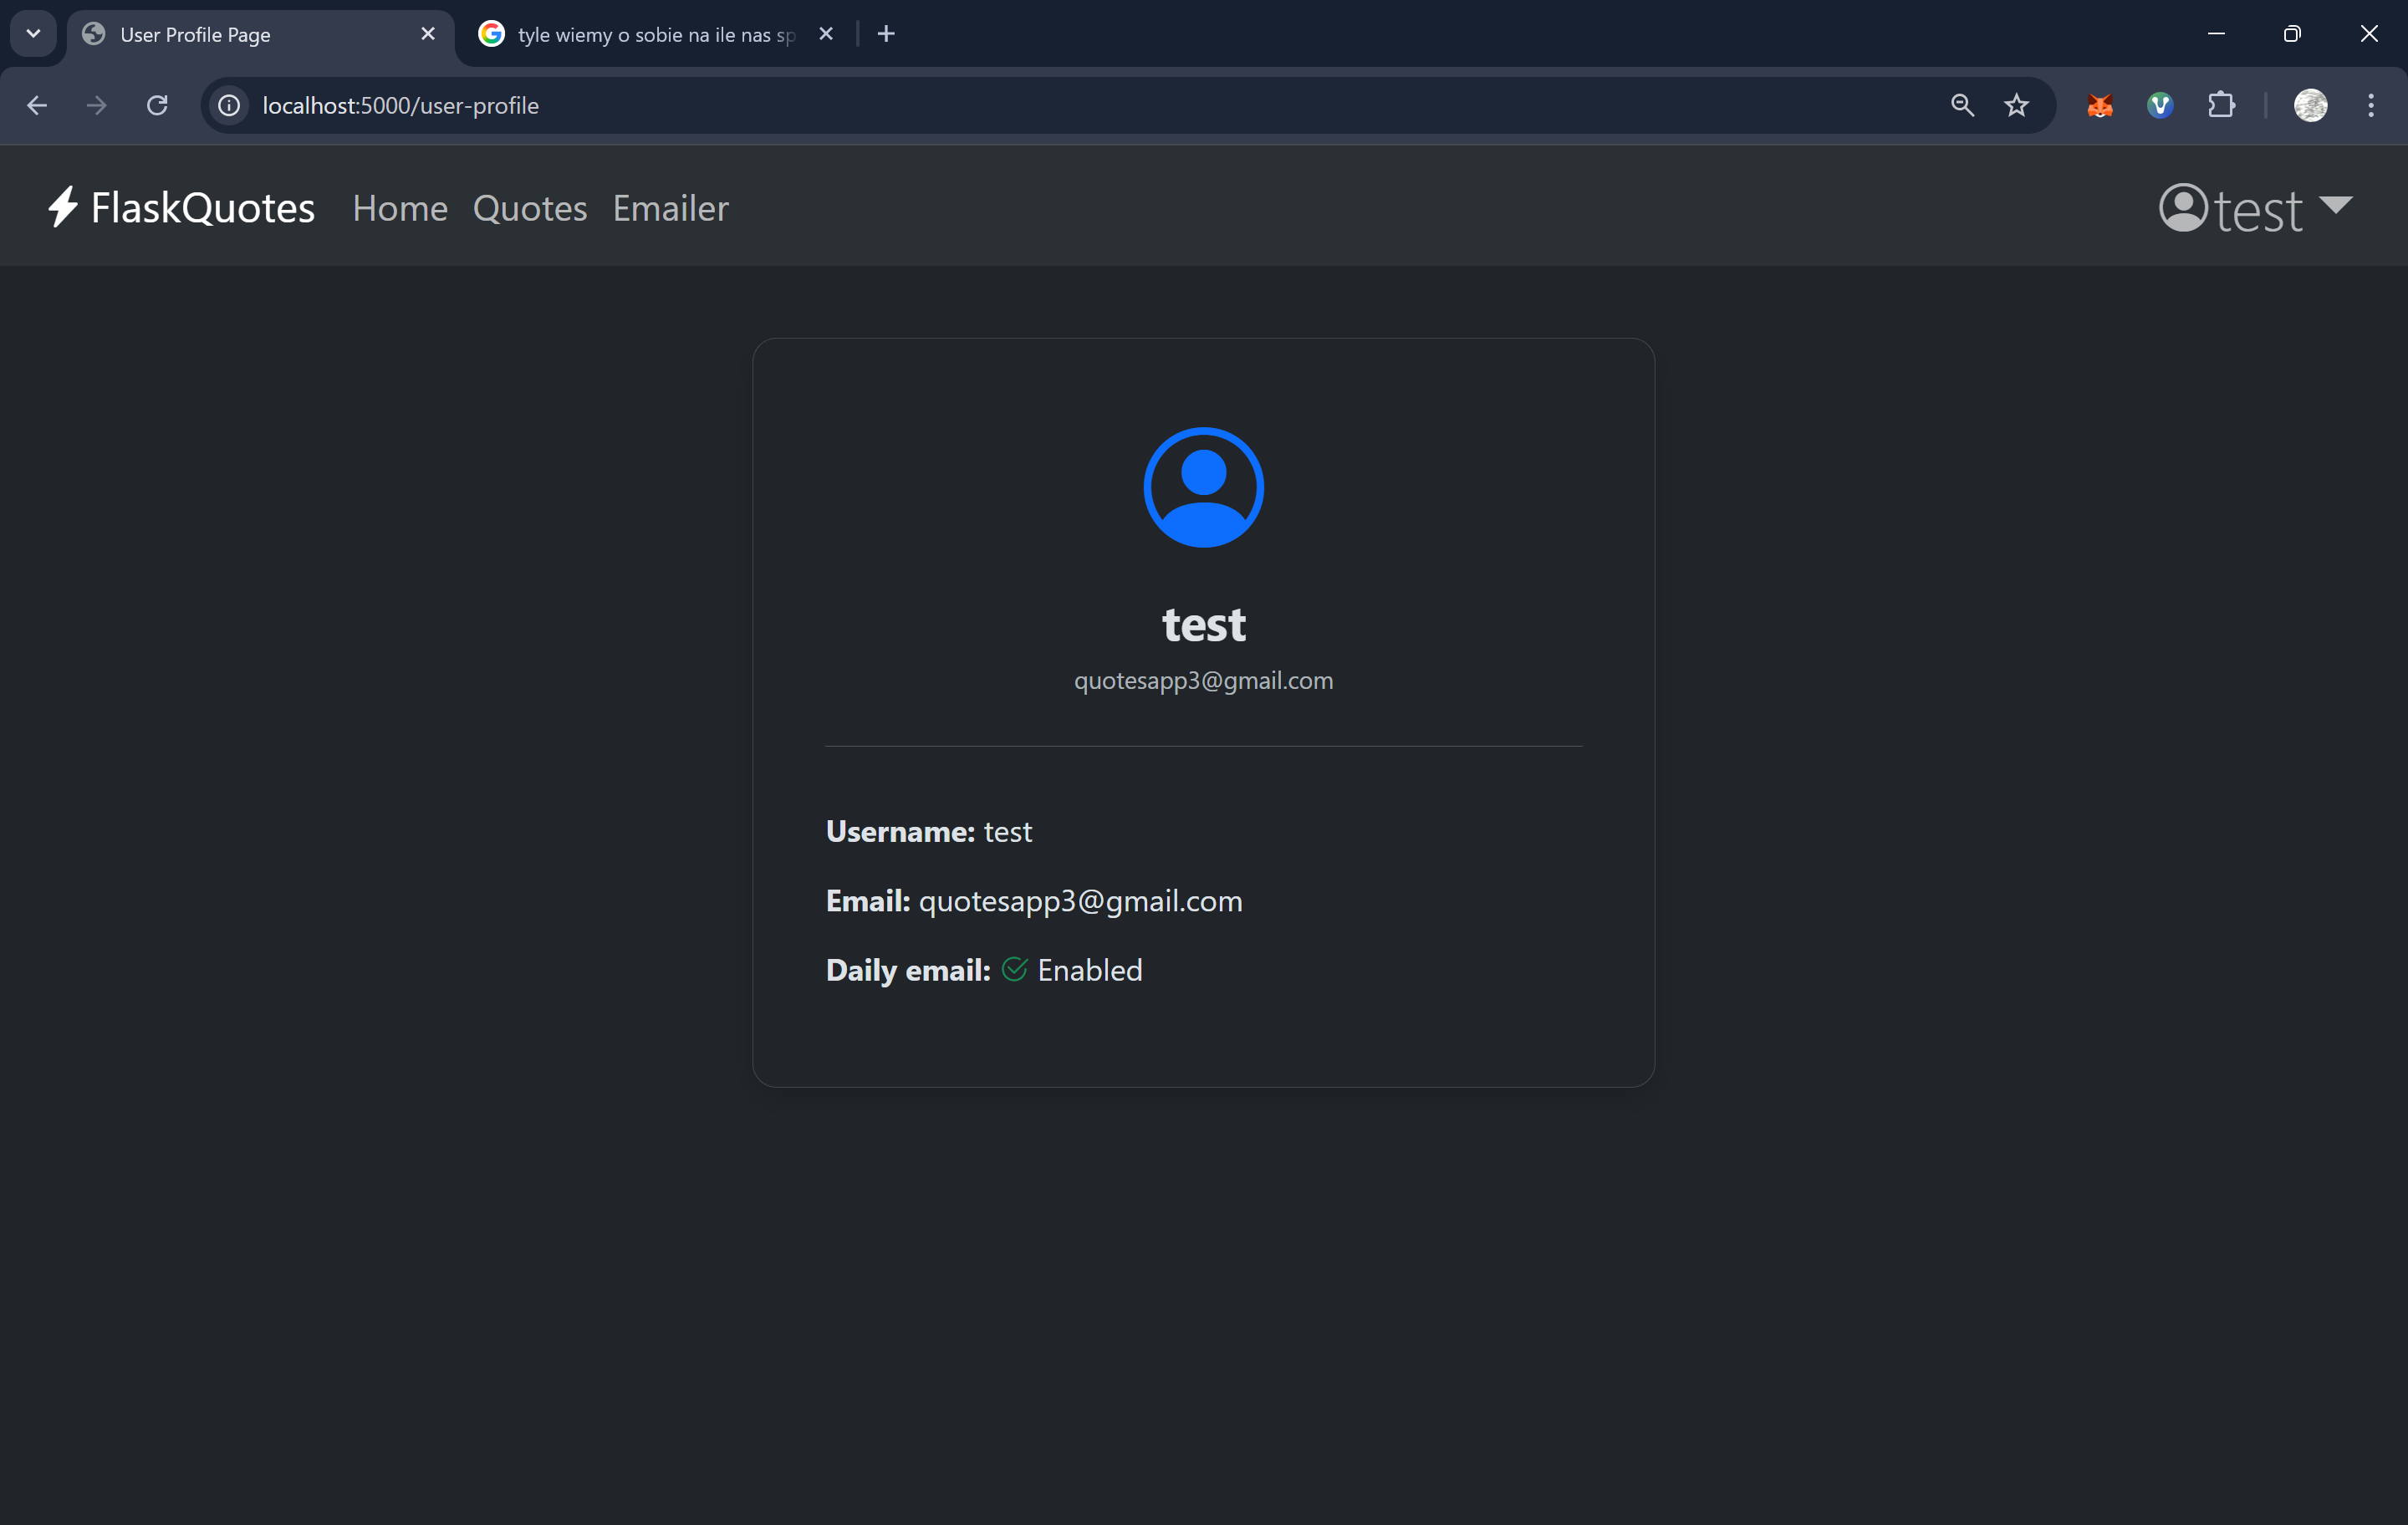 User Profile Page
tyle wiemy o sobie na ile nas sp
localhost:5000/user-profile
FlaskQuotes Home Quotes Emailer test
test
quotesapp3@gmail.com
Username: test
Email: quotesapp3@gmail.com
Daily email: Enabled